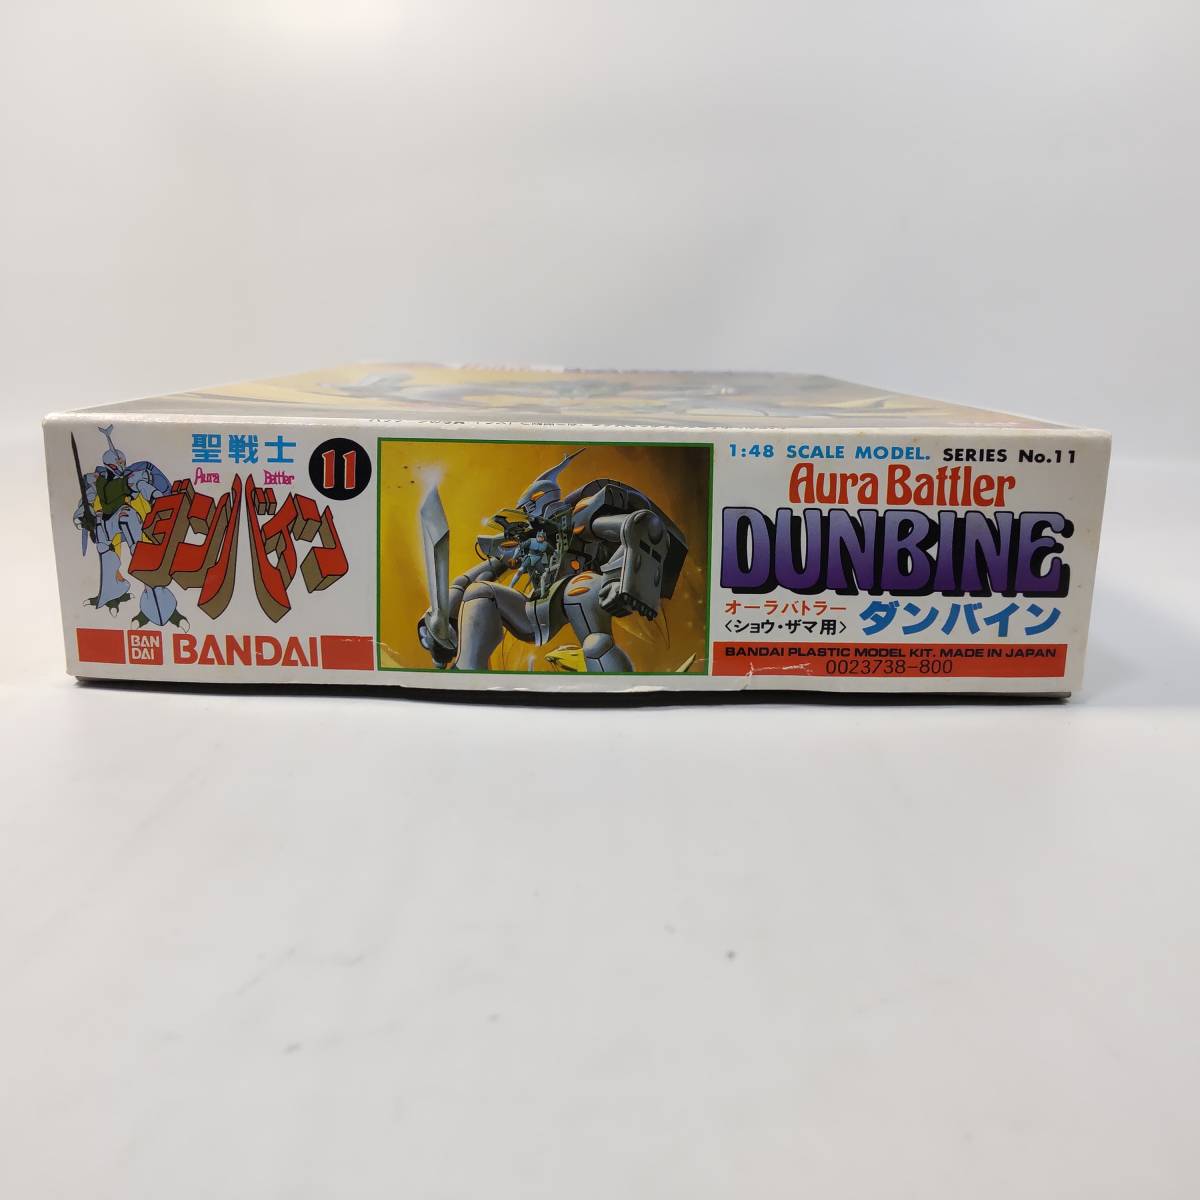 聖戦士
Aura Battler
ダンバイン
11
BAN
DAI
BANDAI
1:48 SCALE MODEL. SERIES No.11
Aura Battler
DUNBINE
オーラバトラー
〈ショウ・ザマ用〉
ダンバイン
BANDAI PLASTIC MODEL KIT. MADE IN JAPAN
0023738-800